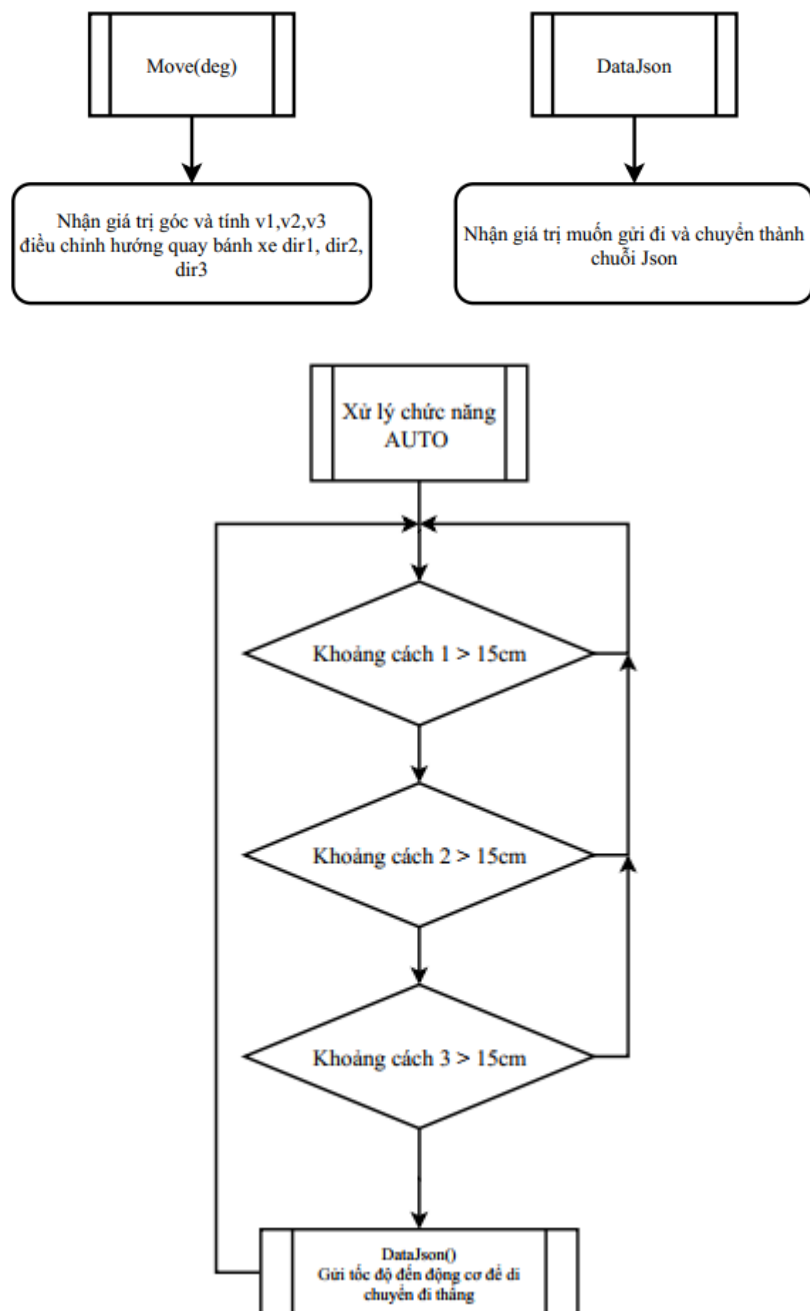 Move(deg)
DataJson
Nhận giá trị góc và tính v1,v2,v3
điều chỉnh hướng quay bánh xe dir1, dir2,
dir3
Nhận giá trị muốn gửi đi và chuyển thành
chuỗi Json
Xử lý chức năng
AUTO
Khoảng cách 1 > 15cm
Khoảng cách 2 > 15cm
Khoảng cách 3 > 15cm
DataJson()
Gửi tốc độ đến động cơ để di
chuyển đi thẳng